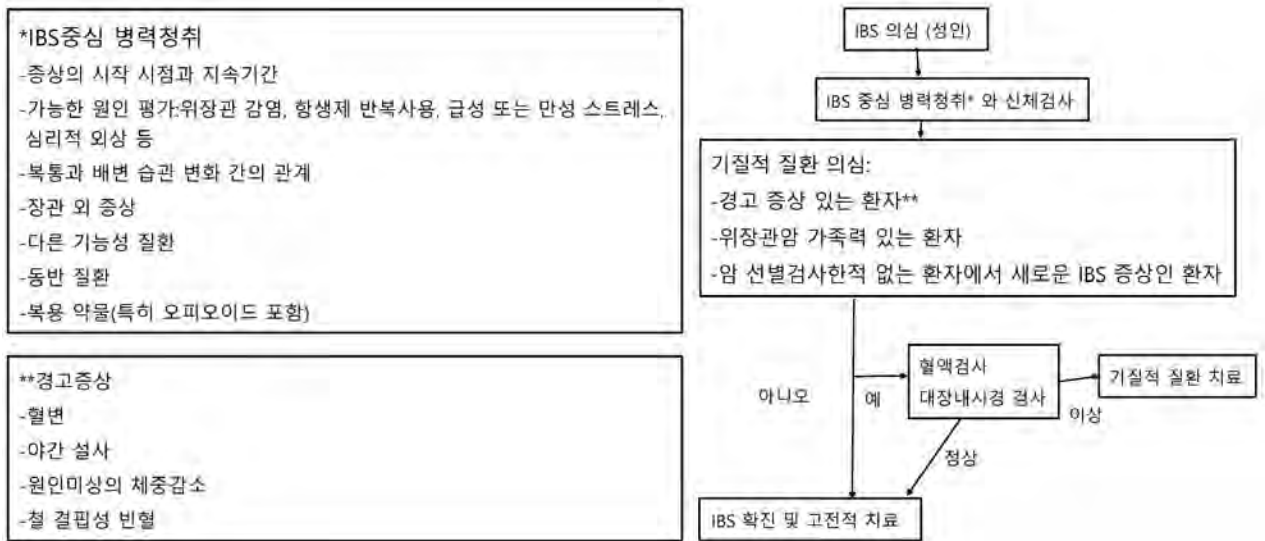 *IBS중심 병력청취
-증상의 시작 시점과 지속기간
-가능한 원인 평가:위장관 감염, 항생제 반복사용, 급성 또는 만성 스트레스,
심리적 외상 등
-복통과 배변 습관 변화 간의 관계
-장관 외 증상
-다른 기능성 질환
-동반 질환
-복용 약물(특히 오피오이드 포함)
**경고증상
-혈변
-야간 설사
-원인미상의 체중감소
-철 결핍성 빈혈
IBS 의심 (성인)
IBS 중심 병력청취* 와 신체검사
기질적 질환 의심:
-경고 증상 있는 환자**
-위장관암 가족력 있는 환자
-암 선별검사한적 없는 환자에서 새로운 IBS 증상인 환자
아니오
예
혈액검사
대장내시경 검사
이상
기질적 질환 치료
정상
IBS 확진 및 고전적 치료